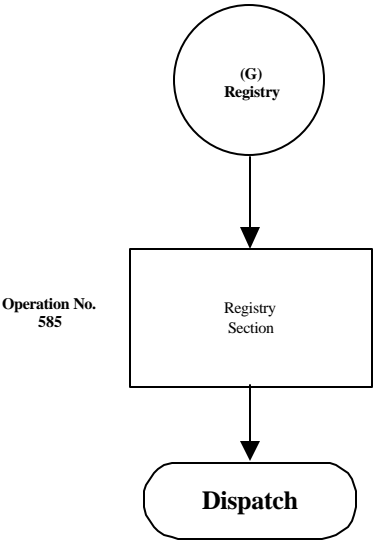 (G)
Registry
Operation No.
585
Registry
Section
Dispatch